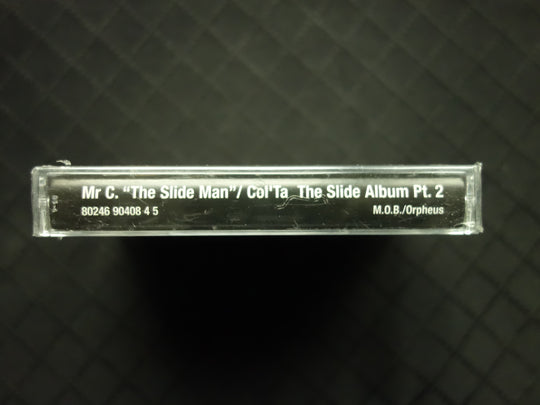 Mr C. "The Slide Man"/ Col'Ta The Slide Album Pt. 2
80246 90408 4 5
M.O.B./Orpheus